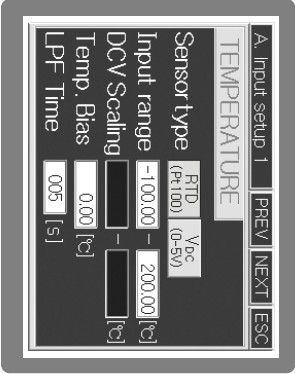 A. Input setup 1 PREV NEXT ESC
TEMPERATURE
Sensor type RTD (Pt100) VDC (0-5V)
Input range -100.00 - 200.00 [℃]
DCV Scaling - [℃]
Temp. Bias 0.00 [℃]
LPF Time 005 [S]